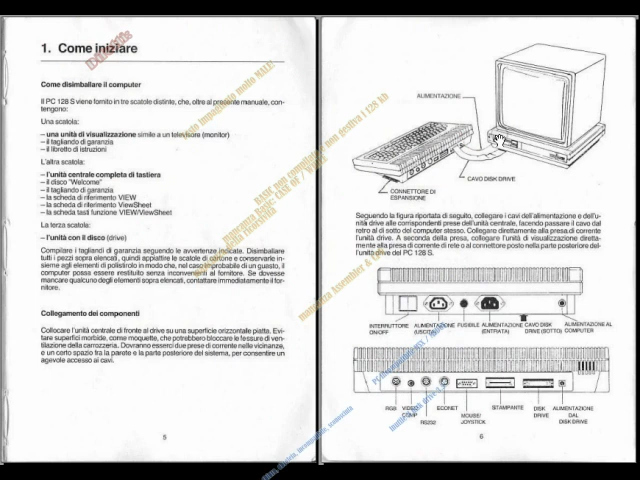 1. Come iniziare
Come disimballare il computer
Il PC 128 S viene fornito in tre scatole distinte, che, oltre al presente manuale, con-
tengono:
Una scatola:
– una unità di visualizzazione simile a un televisore (monitor)
– il tagliando di garanzia
– il libretto di istruzioni
L'altra scatola:
– l'unità centrale completa di tastiera
– il disco "Welcome"
– il tagliando di garanzia
– la scheda di riferimento VIEW
– la scheda di riferimento ViewSheet
– la scheda tasti funzione VIEW/ViewSheet
La terza scatola:
– l'unità con il disco (drive)
Compilare i tagliandi di garanzia seguendo le avvertenze indicate. Disimballare
tutti i pezzi sopra elencati, quindi appiattire le scatole di cartone e conservarle in-
sieme agli elementi di polistirolo in modo che, nel caso improbabile di un guasto, il
computer possa essere restituito senza inconvenienti al fornitore. Se dovesse
mancare qualcuno degli elementi sopra elencati, contattare immediatamente il for-
nitore.
Collegamento dei componenti
Collocare l'unità centrale di fronte al drive su una superficie orizzontale piatta. Evi-
tare superfici morbide, come moquette, che potrebbero bloccare le fessure di ven-
tilazione della carrozzeria. Dovranno esserci due prese di corrente nelle vicinanze,
e un corto spazio tra la parete e la parte posteriore del sistema, per consentire un
agevole accesso ai cavi.
5
ALIMENTAZIONE
CAVO DISK DRIVE
CONNETTORE DI
ESPANSIONE
Seguendo la figura riportata di seguito, collegare i cavi dell'alimentazione e dell'u-
nità drive alle corrispondenti prese dell'unità centrale, facendo passare il cavo dal
retro al di sotto del computer stesso. Collegare direttamente alla presa di corrente
l'unità drive. A seconda della presa, collegare l'unità di visualizzazione diretta-
mente alla presa di corrente di rete o al connettore posto nella parte posteriore del-
l'unità drive del PC 128 S.
INTERRUTTORE
ON/OFF
ALIMENTAZIONE
(USCITA)
FUSIBILE
ALIMENTAZIONE
(ENTRATA)
CAVO DISK
DRIVE (SOTTO)
ALIMENTAZIONE AL
COMPUTER
RGB
VIDEO
COMP
RS232
ECONET
MOUSE/
JOYSTICK
STAMPANTE
DISK
DRIVE
ALIMENTAZIONE
DAL
DISK DRIVE
6